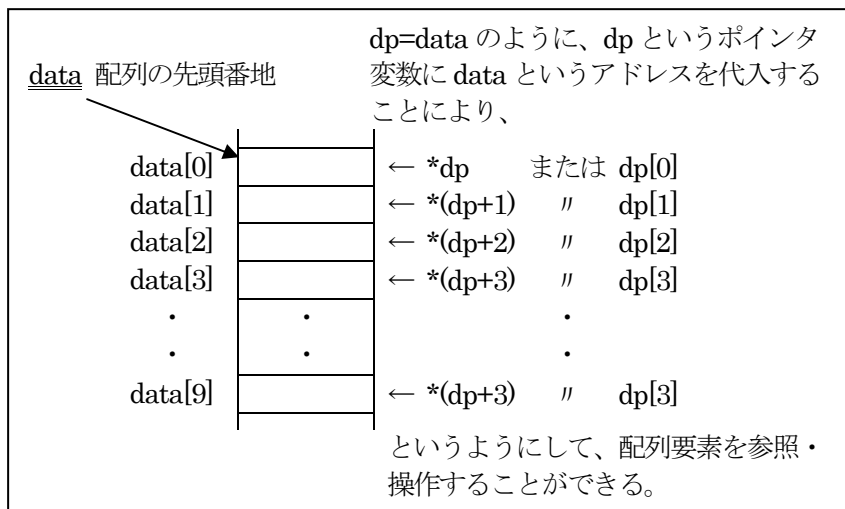 dp=data のように、dp というポインタ
変数に data というアドレスを代入する
ことにより、
data 配列の先頭番地
data[0] ← *dp または dp[0]
data[1] ← *(dp+1) 〃 dp[1]
data[2] ← *(dp+2) 〃 dp[2]
data[3] ← *(dp+3) 〃 dp[3]
・ ・ ・
・ ・ ・
data[9] ← *(dp+3) 〃 dp[3]
というようにして、配列要素を参照・
操作することができる。